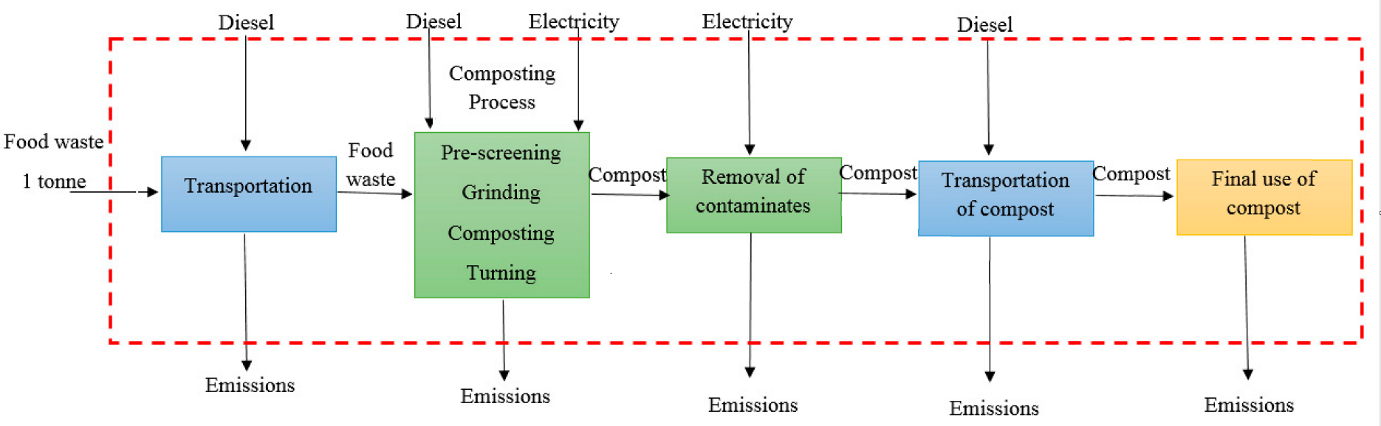 Diesel
Diesel
Electricity
Electricity
Diesel
Composting
Process
Food waste
1 tonne
Transportation
Food
waste
Pre-screening
Grinding
Composting
Turning
Compost
Removal of
contaminates
Compost
Transportation
of compost
Compost
Final use of
compost
Emissions
Emissions
Emissions
Emissions
Emissions